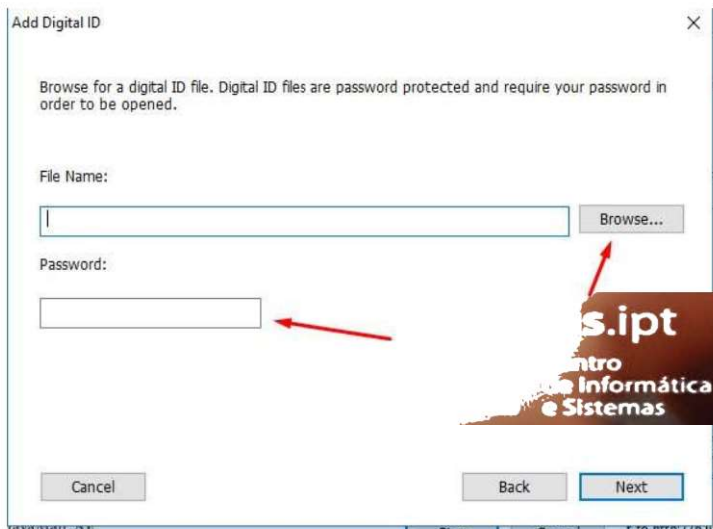 Add Digital ID
Browse for a digital ID file. Digital ID files are password protected and require your password in
order to be opened.
File Name:
Browse...
Password:
s.ipt
ntro
e Informática
e Sistemas
Cancel
Back
Next